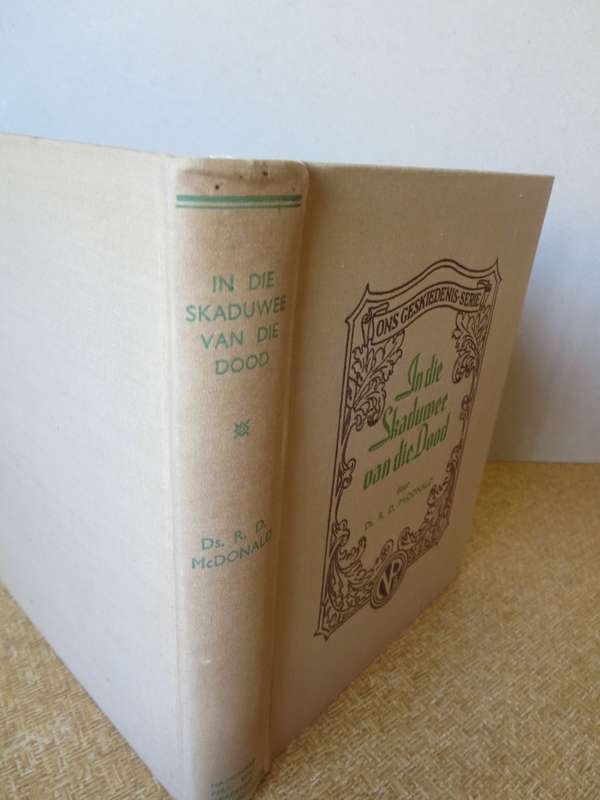 IN DIE
SKADUWEE
VAN DIE
DOOD
Ds. R. D.
McDONALD
ONS GESKIEDENIS-SERIE
In die
Skaduwee
van die Dood
deur
Ds. R. D. McDONALD